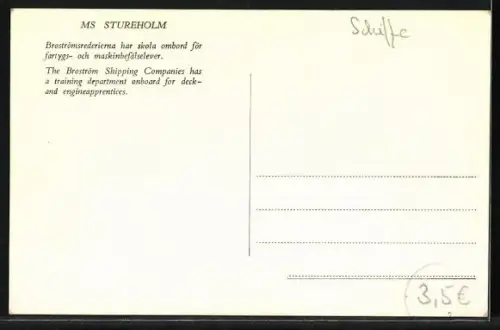 MS STUREHOLM
Broströmsrederierna har skola ombord för
fartygs- och maskinbefälselever.
The Broström Shipping Companies has
a training department onboard for deck-
and engineapprentices.
Schiffe
3,5€